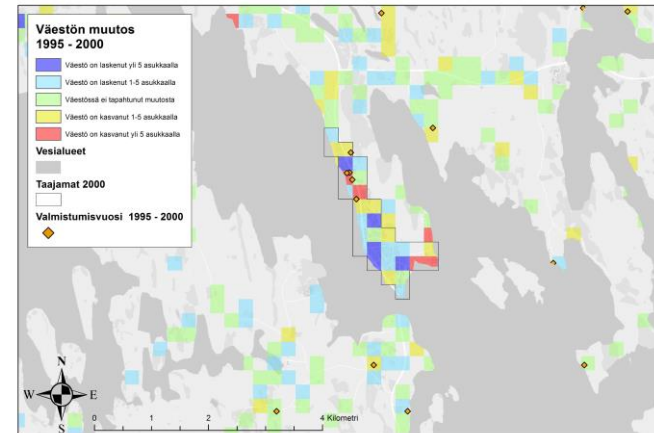 Väestön muutos
1995 - 2000
Väestö on laskenut yli 5 asukkaalla
Väestö on laskenut 1-5 asukkaalla
Väestössä ei tapahtunut muutosta
Väestö on kasvanut 1-5 asukkaalla
Väestö on kasvanut yli 5 asukkaalla
Vesialueet
Taajamat 2000
Valmistumisvuosi 1995 - 2000
N
W E
S
0 1 2 4 Kilometri